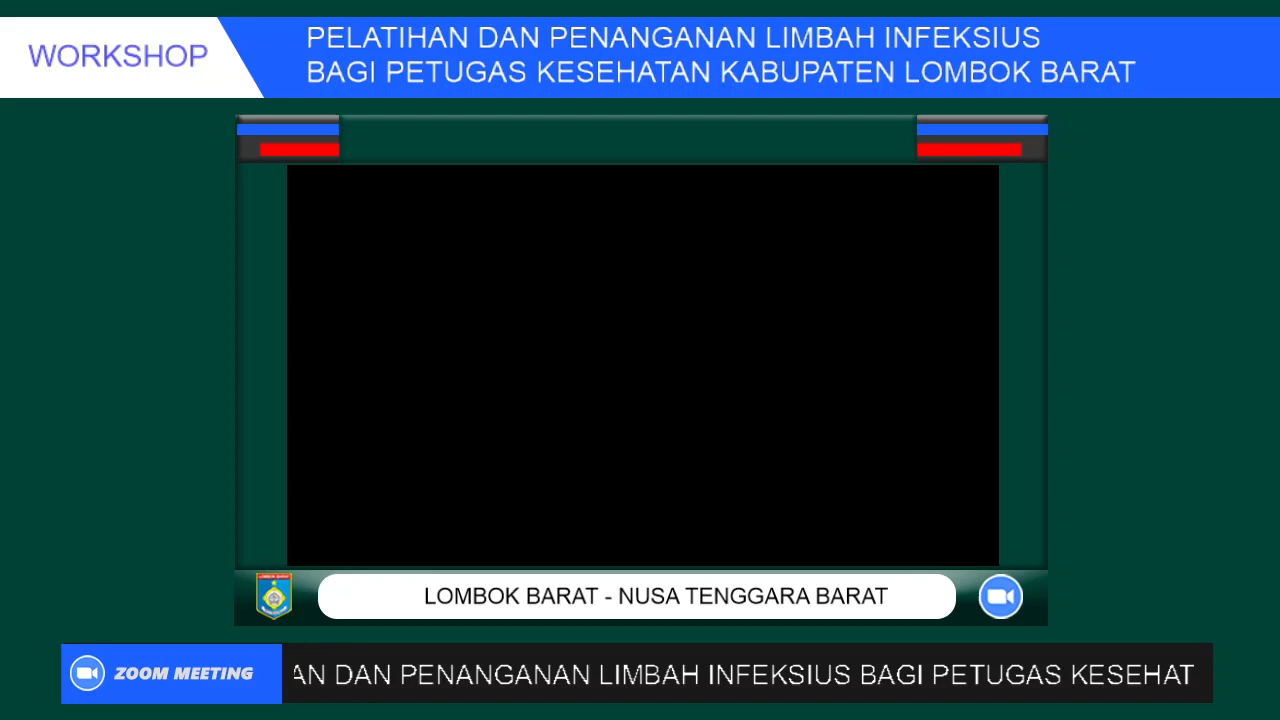 WORKSHOP
PELATIHAN DAN PENANGANAN LIMBAH INFEKSIUS
BAGI PETUGAS KESEHATAN KABUPATEN LOMBOK BARAT
LOMBOK BARAT - NUSA TENGGARA BARAT
ZOOM MEETING
AN DAN PENANGANAN LIMBAH INFEKSIUS BAGI PETUGAS KESEHAT